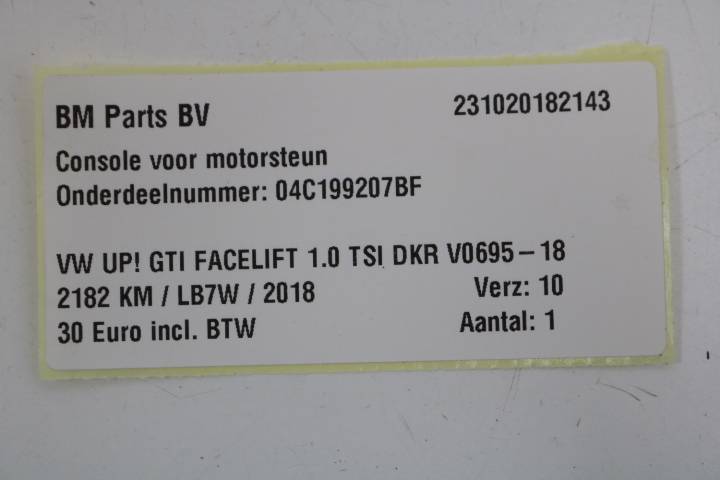 BM Parts BV 231020182143
Console voor motorsteun
Onderdeelnummer: 04C199207BF
VW UP! GTI FACELIFT 1.0 TSI DKR V0695-18
2182 KM / LB7W / 2018 Verz: 10
30 Euro incl. BTW Aantal: 1